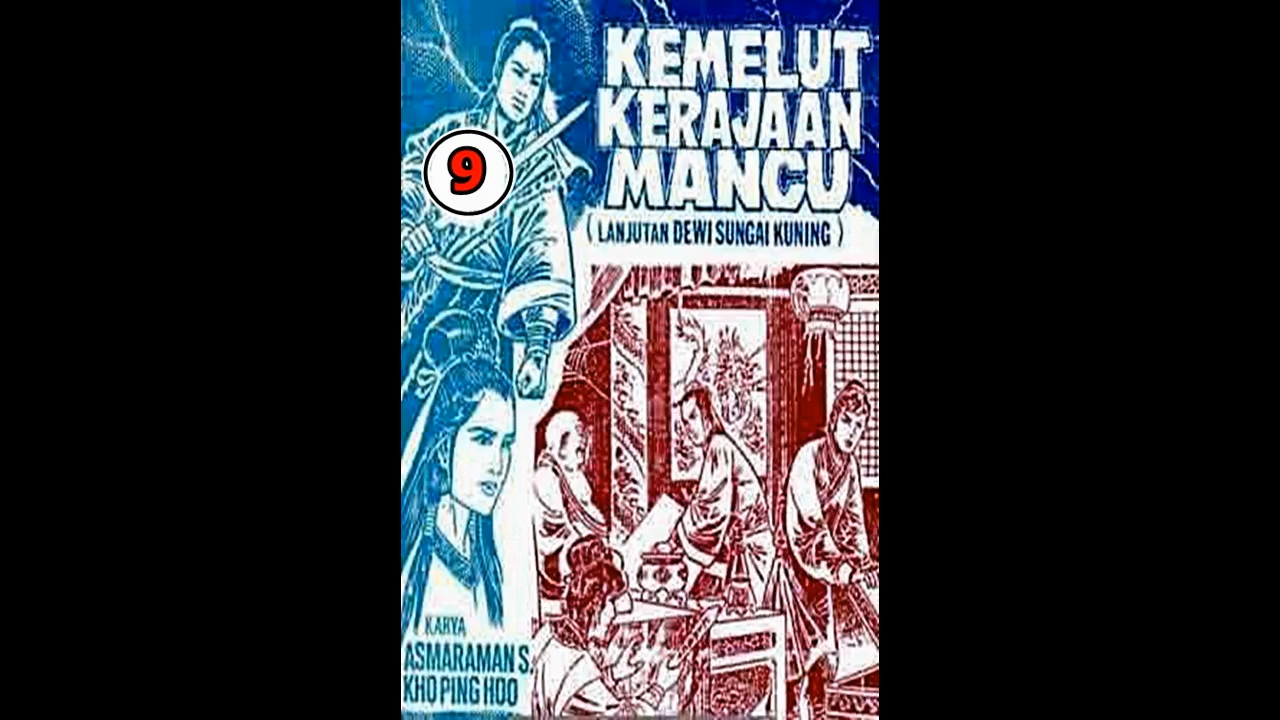 KEMELUT
KERAJAAN
MANCU
( LANJUTAN DEWI SUNGAI KUNING )
9
KARYA
ASMARAMAN S.
KHO PING HOO